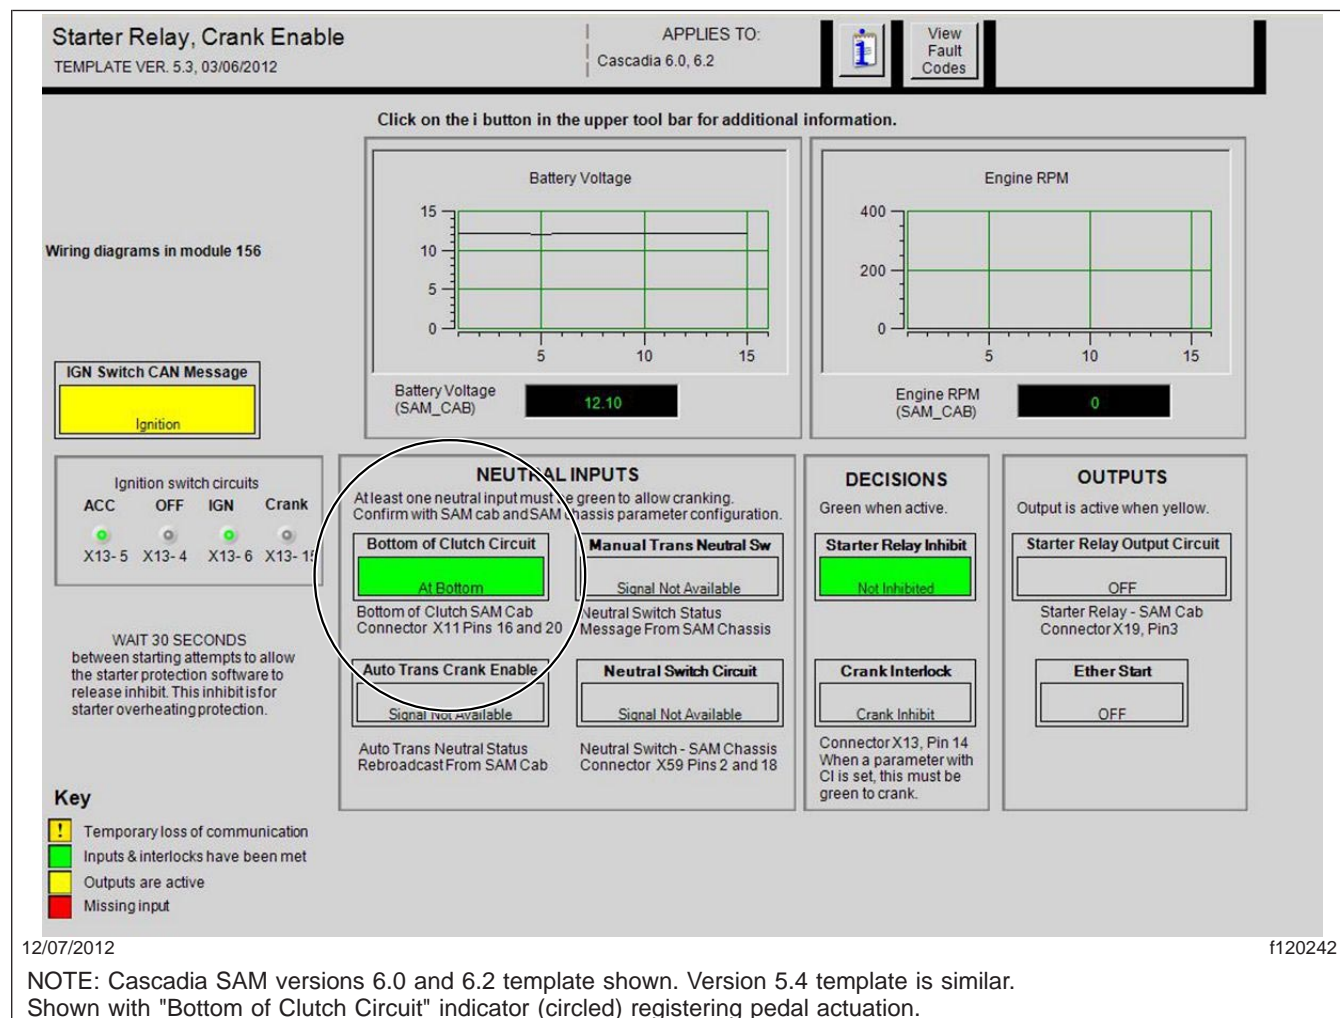 Starter Relay, Crank Enable
TEMPLATE VER. 5.3, 03/06/2012
APPLIES TO:
Cascadia 6.0, 6.2
i
View
Fault
Codes
Click on the i button in the upper tool bar for additional information.
Wiring diagrams in module 156
Battery Voltage
15
10
5
0
5
10
15
Battery Voltage
(SAM_CAB)
12.10
Engine RPM
400
200
0
5
10
15
Engine RPM
(SAM_CAB)
0
IGN Switch CAN Message
Ignition
Ignition switch circuits
ACC OFF IGN Crank
X13- 5 X13- 4 X13- 6 X13- 15
WAIT 30 SECONDS
between starting attempts to allow
the starter protection software to
release inhibit. This inhibit is for
starter overheating protection.
NEUTRAL INPUTS
At least one neutral input must be green to allow cranking.
Confirm with SAM cab and SAM chassis parameter configuration.
Bottom of Clutch Circuit
At Bottom
Bottom of Clutch SAM Cab
Connector X11 Pins 16 and 20
Manual Trans Neutral Sw
Signal Not Available
Neutral Switch Status
Message From SAM Chassis
Auto Trans Crank Enable
Signal Not Available
Auto Trans Neutral Status
Rebroadcast From SAM Cab
Neutral Switch Circuit
Signal Not Available
Neutral Switch - SAM Chassis
Connector X59 Pins 2 and 18
DECISIONS
Green when active.
Starter Relay Inhibit
Not Inhibited
Crank Interlock
Crank Inhibit
Connector X13, Pin 14
When a parameter with
CI is set, this must be
green to crank.
OUTPUTS
Output is active when yellow.
Starter Relay Output Circuit
OFF
Starter Relay - SAM Cab
Connector X19, Pin3
Ether Start
OFF
Key
! Temporary loss of communication
Inputs & interlocks have been met
Outputs are active
Missing input
12/07/2012
f120242
NOTE: Cascadia SAM versions 6.0 and 6.2 template shown. Version 5.4 template is similar.
Shown with "Bottom of Clutch Circuit" indicator (circled) registering pedal actuation.